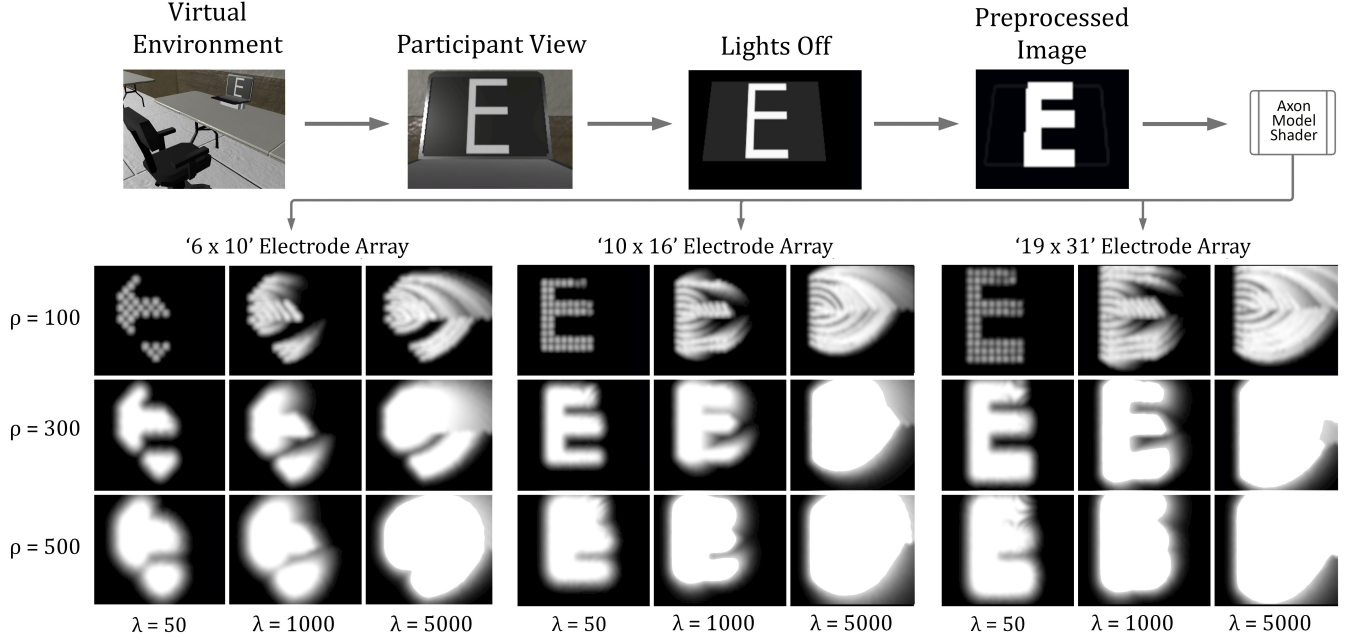 Virtual
Environment
Participant View
Lights Off
Preprocessed
Image
E
E
E
E
Axon
Model
Shader
‘6 x 10’ Electrode Array
‘10 x 16’ Electrode Array
‘19 x 31’ Electrode Array
ρ = 100
ρ = 300
ρ = 500
λ = 50
λ = 1000
λ = 5000
λ = 50
λ = 1000
λ = 5000
λ = 50
λ = 1000
λ = 5000